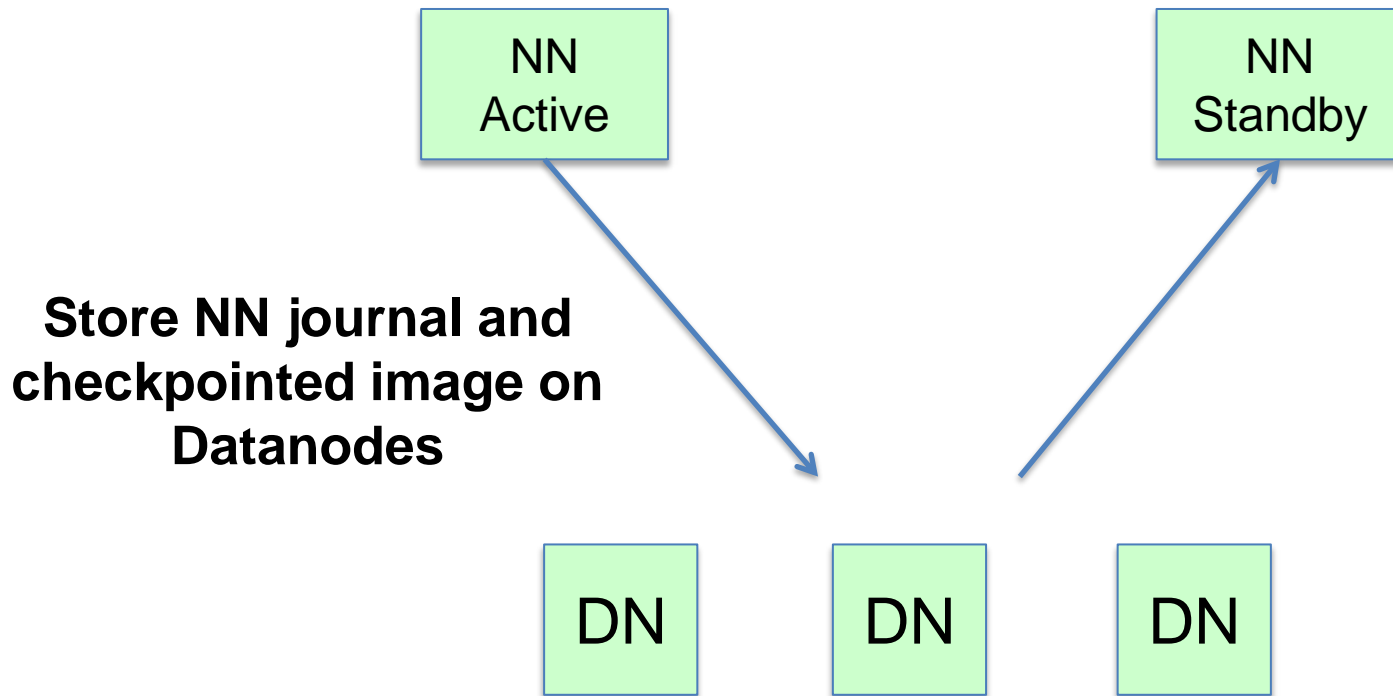 NN
Active
NN
Standby
Store NN journal and
checkpointed image on
Datanodes
DN
DN
DN